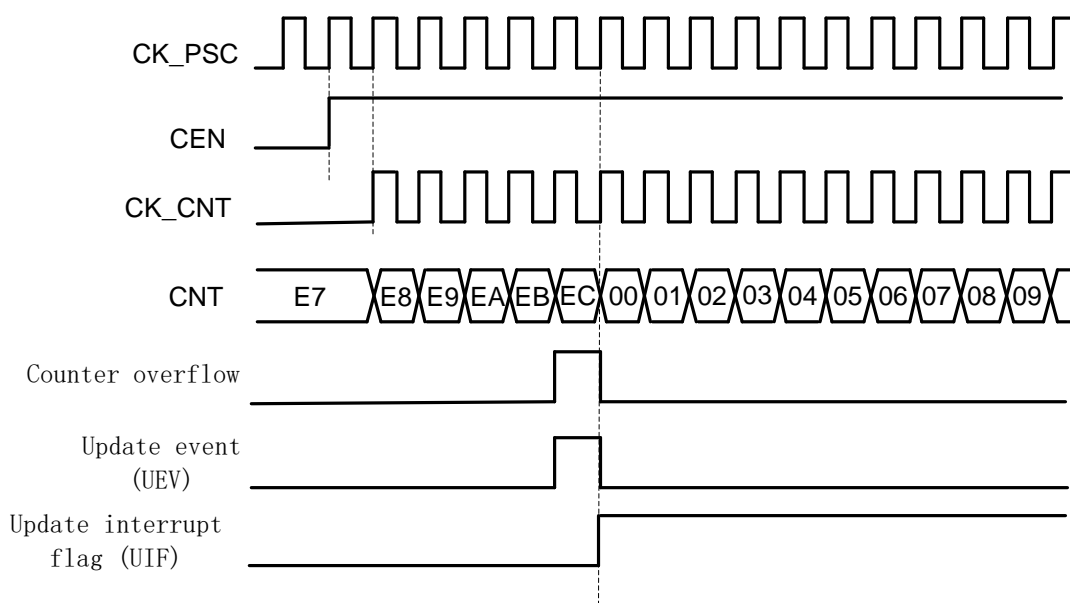 CK_PSC
CEN
CK_CNT
CNT E7 E8 E9 EA EB EC 00 01 02 03 04 05 06 07 08 09
Counter overflow
Update event
(UEV)
Update interrupt
flag (UIF)